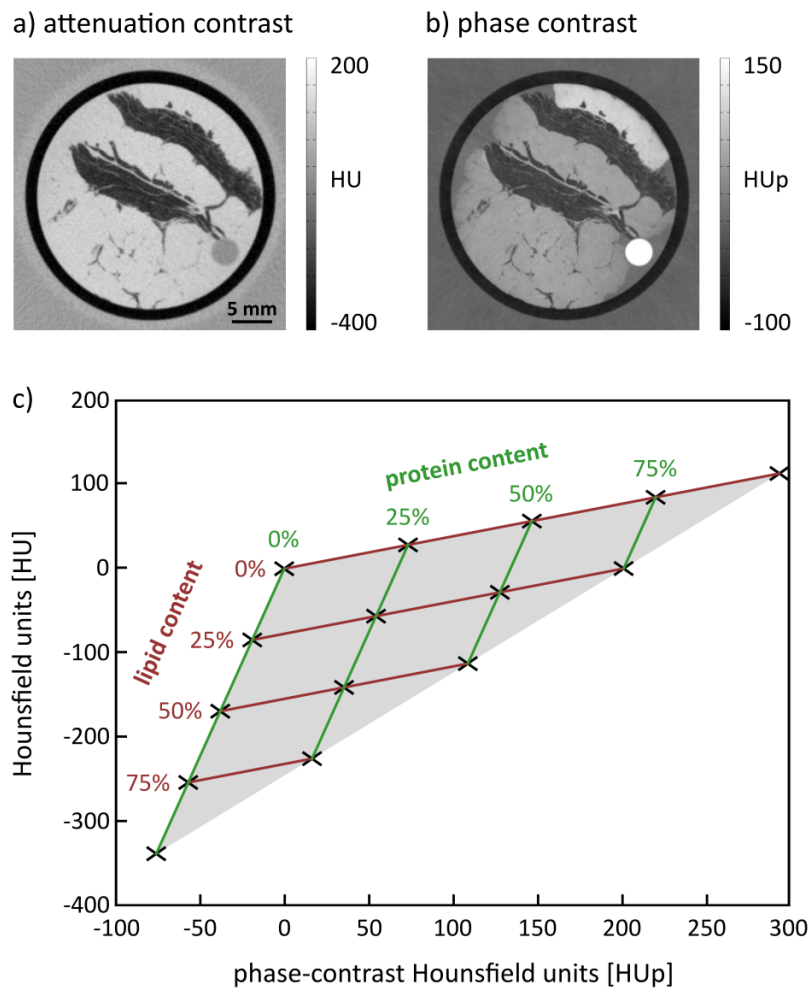 a) attenuation contrast
b) phase contrast
200
HU
-400
5 mm
150
HUp
-100
c)
200
100
0
-100
-200
-300
-400
Hounsfield units [HU]
protein content
0%
25%
50%
75%
lipid content
0%
25%
50%
75%
-100
-50
0
50
100
150
200
250
300
phase-contrast Hounsfield units [HUp]